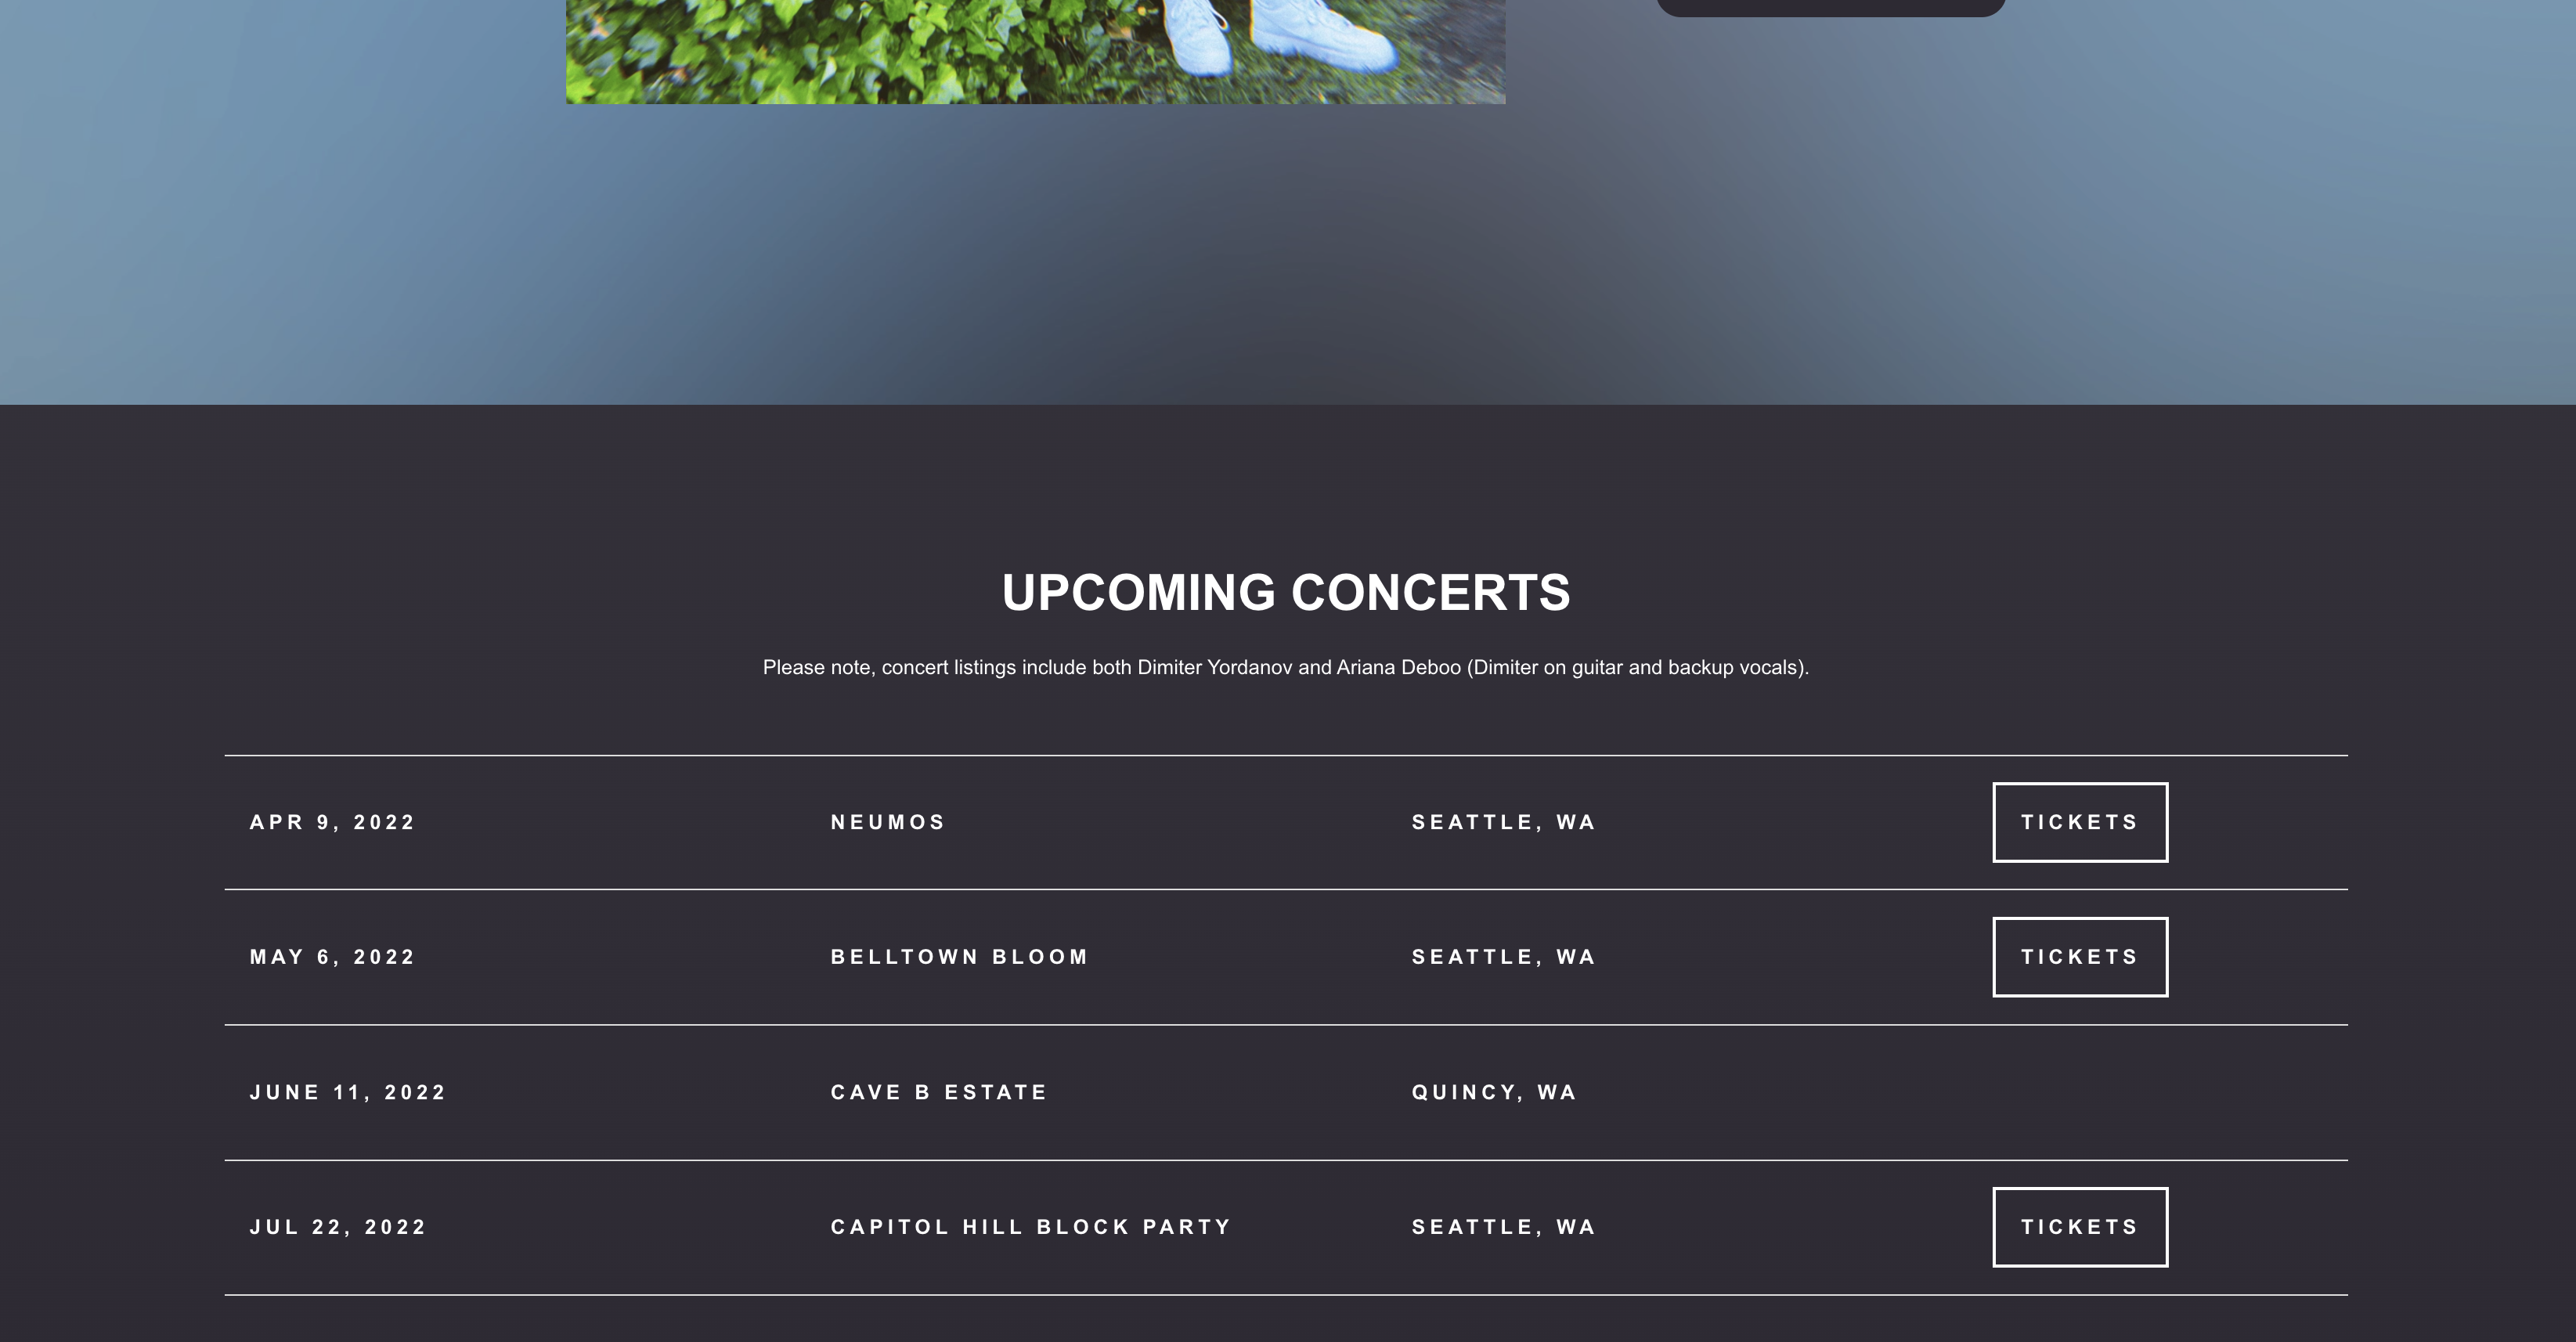 UPCOMING CONCERTS
Please note, concert listings include both Dimiter Yordanov and Ariana Deboo (Dimiter on guitar and backup vocals).
APR 9, 2022 NEUMOS SEATTLE, WA TICKETS
MAY 6, 2022 BELLTOWN BLOOM SEATTLE, WA TICKETS
JUNE 11, 2022 CAVE B ESTATE QUINCY, WA
JUL 22, 2022 CAPITOL HILL BLOCK PARTY SEATTLE, WA TICKETS